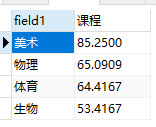 field1 课程
美术 85.2500
物理 65.0909
体育 64.4167
生物 53.4167